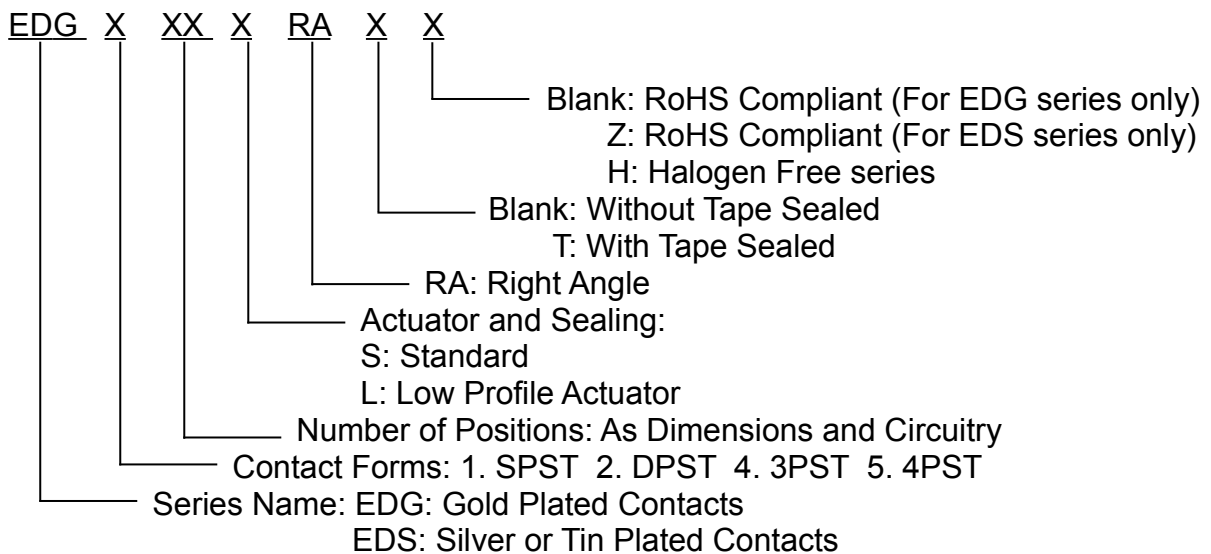 EDG X XX X RA X X
Blank: RoHS Compliant (For EDG series only)
Z: RoHS Compliant (For EDS series only)
H: Halogen Free series
Blank: Without Tape Sealed
T: With Tape Sealed
RA: Right Angle
Actuator and Sealing:
S: Standard
L: Low Profile Actuator
Number of Positions: As Dimensions and Circuitry
Contact Forms: 1. SPST 2. DPST 4. 3PST 5. 4PST
Series Name: EDG: Gold Plated Contacts
EDS: Silver or Tin Plated Contacts